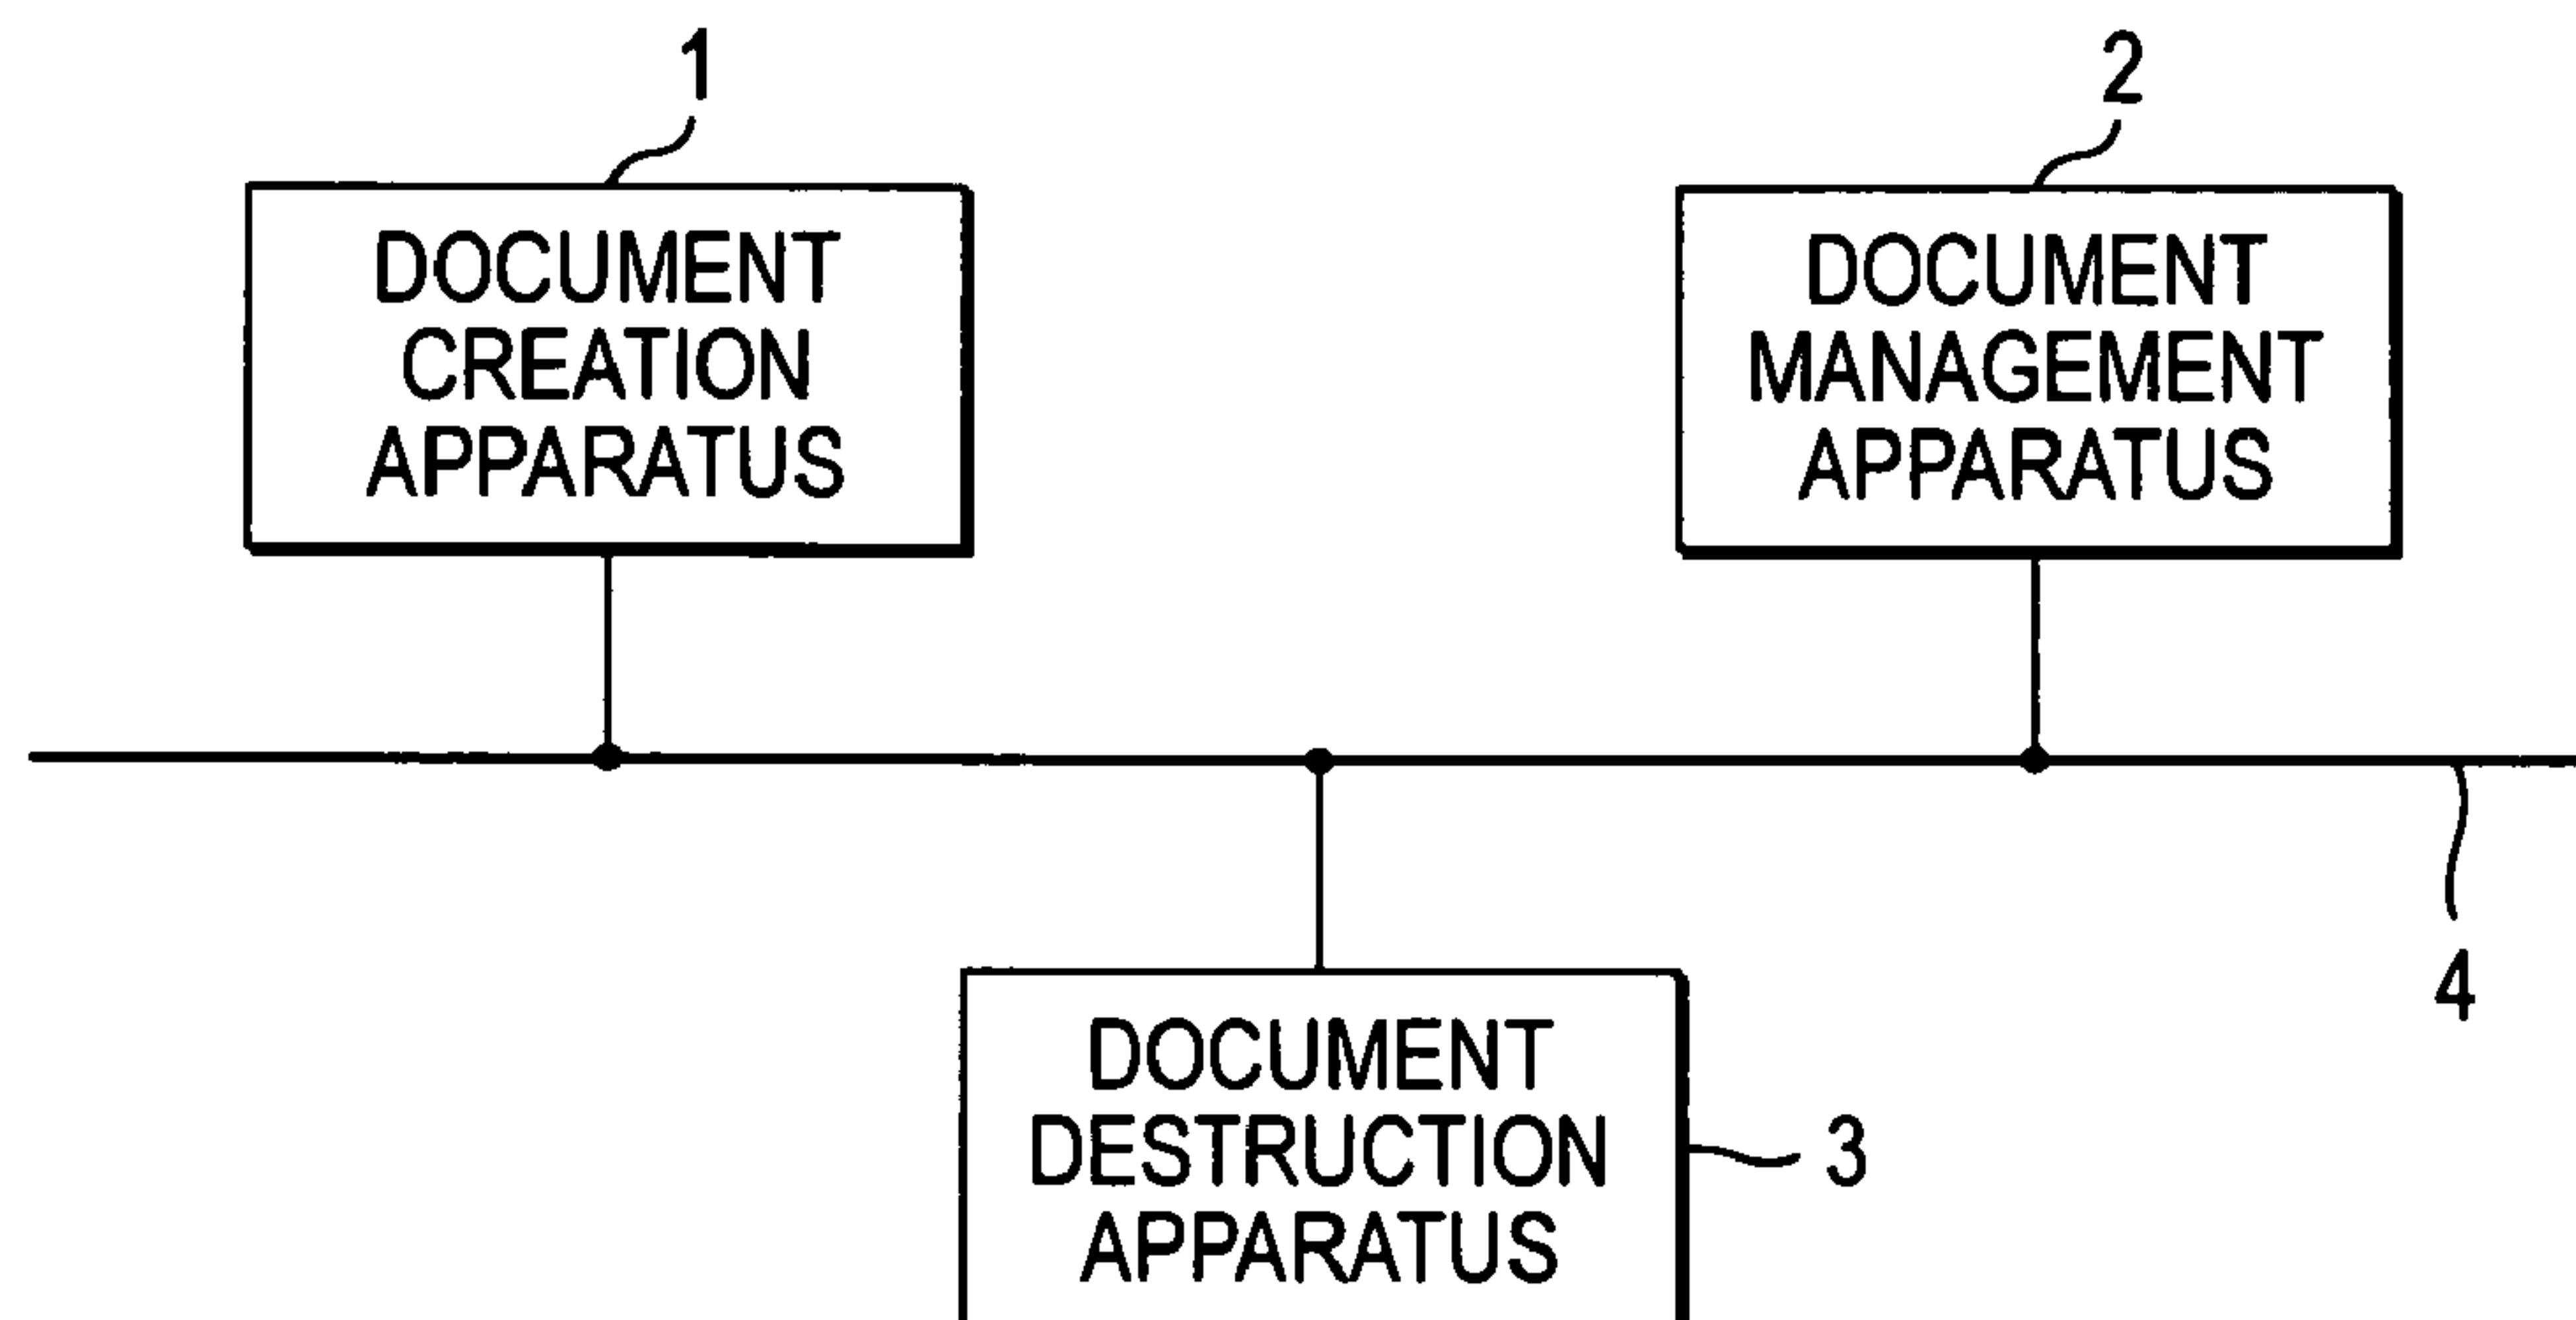 1
DOCUMENT
CREATION
APPARATUS
2
DOCUMENT
MANAGEMENT
APPARATUS
4
DOCUMENT
DESTRUCTION
APPARATUS
3